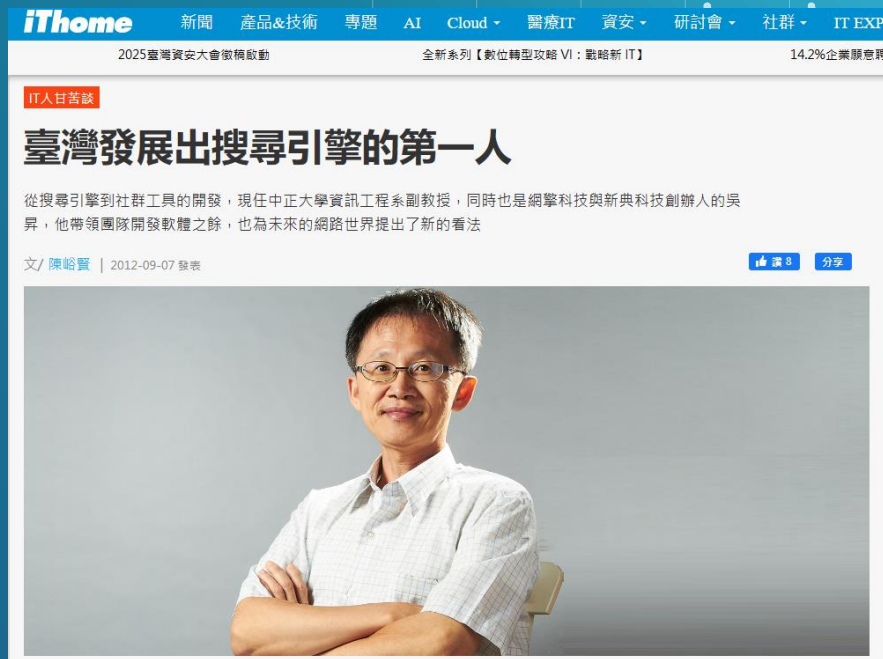 iThome 新聞 產品&技術 專題 AI Cloud 醫療IT 資安 研討會 社群 IT EXP
2025臺灣資安大會徵稿啟動 全新系列【數位轉型攻略 VI：戰略新 IT】 14.2%企業願意聘
IT人甘苦談
臺灣發展出搜尋引擎的第一人
從搜尋引擎到社群工具的開發，現任中正大學資訊工程系副教授，同時也是網擎科技與新典科技創辦人的吳
昇，他帶領團隊開發軟體之餘，也為未來的網路世界提出了新的看法
文/ 陳峪賢 | 2012-09-07 發表 讚 8 分享